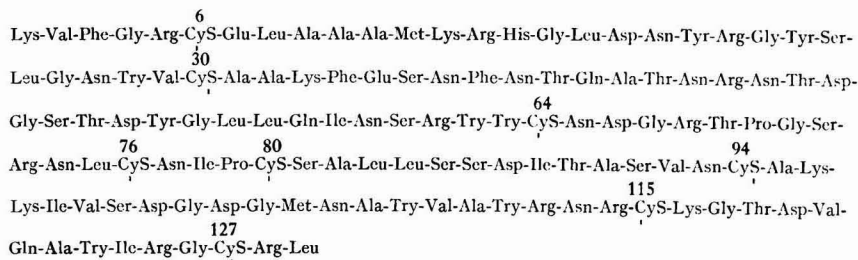 6
Lys-Val-Phe-Gly-Arg-CyS-Glu-Leu-Ala-Ala-Ala-Met-Lys-Arg-His-Gly-Leu-Asp-Asn-Tyr-Arg-Gly-Tyr-Ser-
30
Leu-Gly-Asn-Try-Val-CyS-Ala-Ala-Lys-Phe-Glu-Ser-Asn-Phe-Asn-Thr-Gln-Ala-Thr-Asn-Arg-Asn-Thr-Asp-
64
Gly-Ser-Thr-Asp-Tyr-Gly-Leu-Leu-Gln-Ile-Asn-Ser-Arg-Try-Try-CyS-Asn-Asp-Gly-Arg-Thr-Pro-Gly-Ser-
76 80 94
Arg-Asn-Leu-CyS-Asn-Ile-Pro-CyS-Ser-Ala-Leu-Leu-Ser-Ser-Asp-Ile-Thr-Ala-Ser-Val-Asn-CyS-Ala-Lys-
115
Lys-Ile-Val-Ser-Asp-Gly-Asp-Gly-Met-Asn-Ala-Try-Val-Ala-Try-Arg-Asn-Arg-CyS-Lys-Gly-Thr-Asp-Val-
127
Gln-Ala-Try-Ile-Arg-Gly-CyS-Arg-Leu